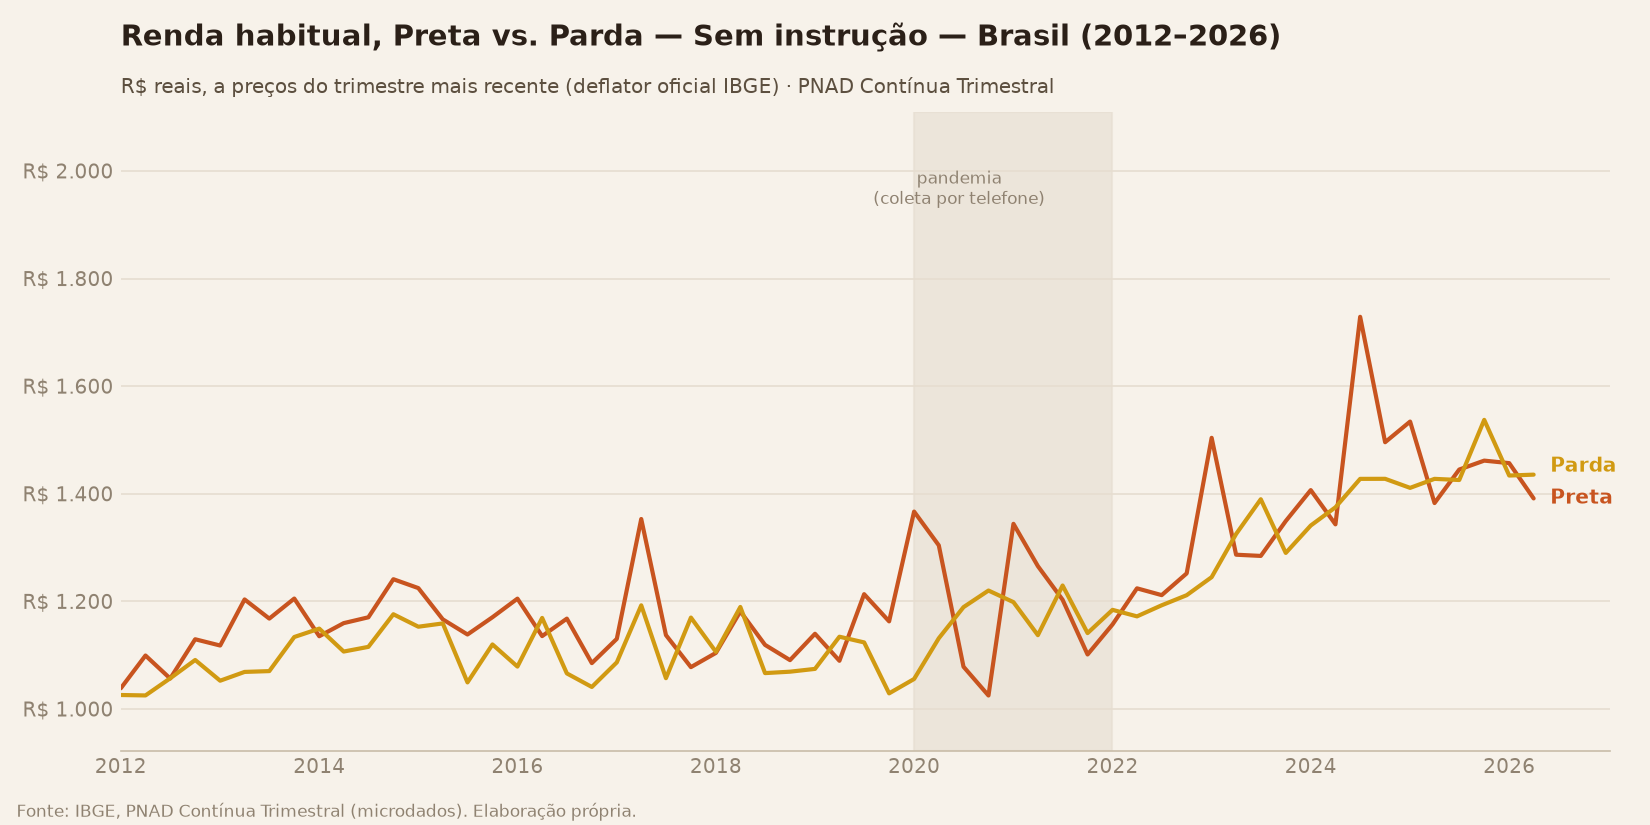 Renda habitual, Preta vs. Parda — Sem instrução — Brasil (2012–2026)
R$ reais, a preços do trimestre mais recente (deflator oficial IBGE) · PNAD Contínua Trimestral
R$ 2.000
pandemia
(coleta por telefone)
R$ 1.800
R$ 1.600
R$ 1.400
Parda
Preta
R$ 1.200
R$ 1.000
2012 2014 2016 2018 2020 2022 2024 2026
Fonte: IBGE, PNAD Contínua Trimestral (microdados). Elaboração própria.